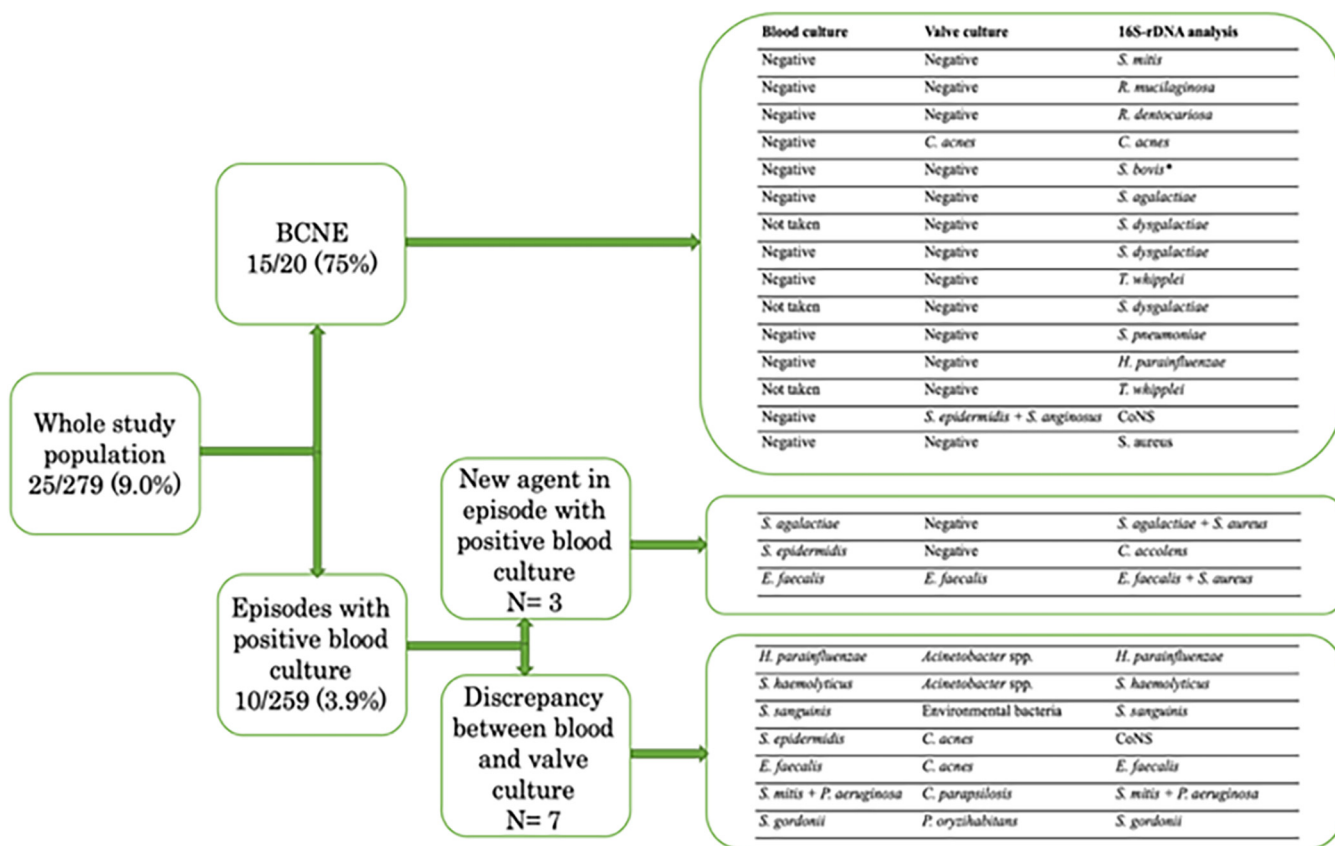 Whole study
population
25/279 (9.0%)
BCNE
15/20 (75%)
Episodes with
positive blood
culture
10/259 (3.9%)
New agent in
episode with
positive blood
culture
N= 3
Discrepancy
between blood
and valve
culture
N= 7
Blood culture Valve culture 16S-rDNA analysis
Negative Negative S. mitis
Negative Negative R. mucilaginosa
Negative Negative R. dentocariosa
Negative C. acnes C. acnes
Negative Negative S. bovis*
Negative Negative S. agalactiae
Not taken Negative S. dysgalactiae
Negative Negative S. dysgalactiae
Negative Negative T. whipplei
Not taken Negative S. dysgalactiae
Negative Negative S. pneumoniae
Negative Negative H. parainfluenzae
Not taken Negative T. whipplei
Negative S. epidermidis + S. anginosus CoNS
Negative Negative S. aureus
S. agalactiae Negative S. agalactiae + S. aureus
S. epidermidis Negative C. accolens
E. faecalis E. faecalis E. faecalis + S. aureus
H. parainfluenzae Acinetobacter spp. H. parainfluenzae
S. haemolyticus Acinetobacter spp. S. haemolyticus
S. sanguinis Environmental bacteria S. sanguinis
S. epidermidis C. acnes CoNS
E. faecalis C. acnes E. faecalis
S. mitis + P. aeruginosa C. parapsilosis S. mitis + P. aeruginosa
S. gordonii P. oryzihabitans S. gordonii